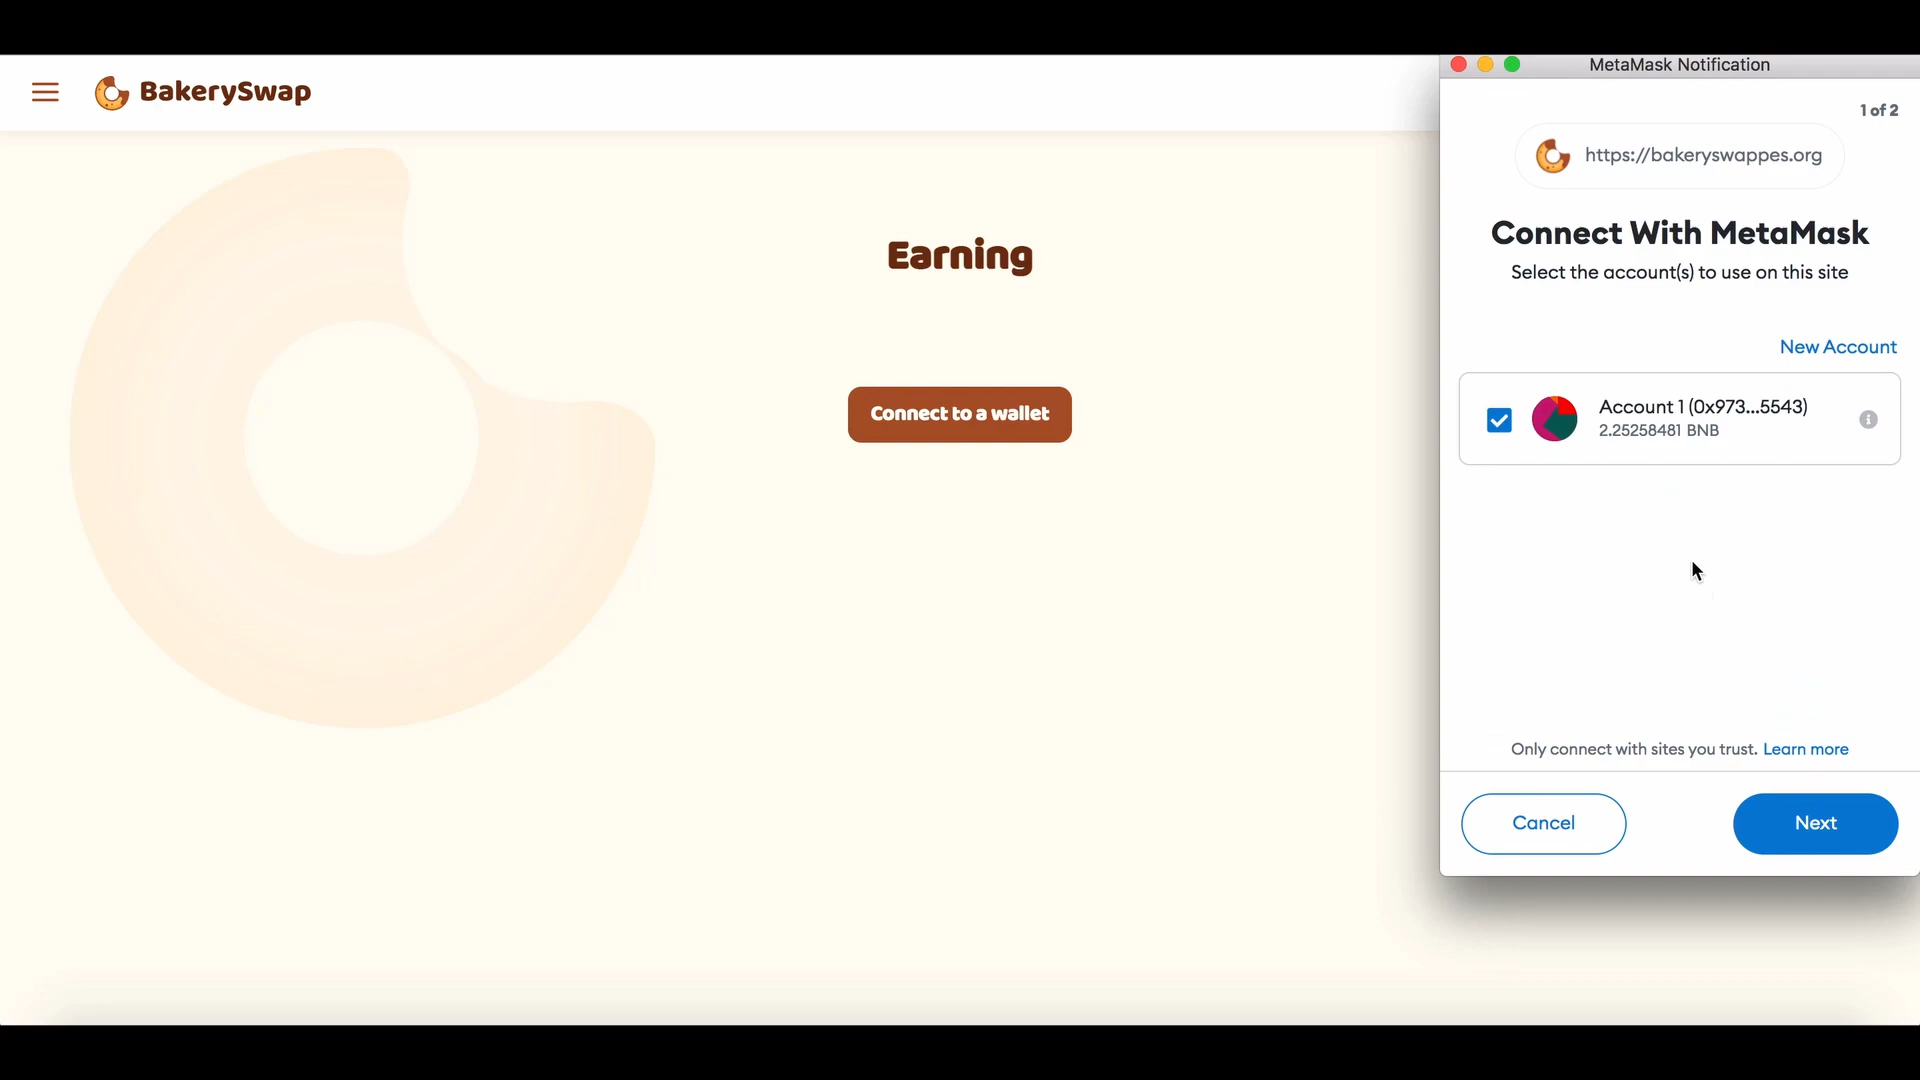 BakerySwap
Earning
Connect to a wallet
MetaMask Notification
1 of 2
https://bakeryswappes.org
Connect With MetaMask
Select the account(s) to use on this site
New Account
Account 1 (0x973...5543)
2.25258481 BNB
Only connect with sites you trust. Learn more
Cancel
Next